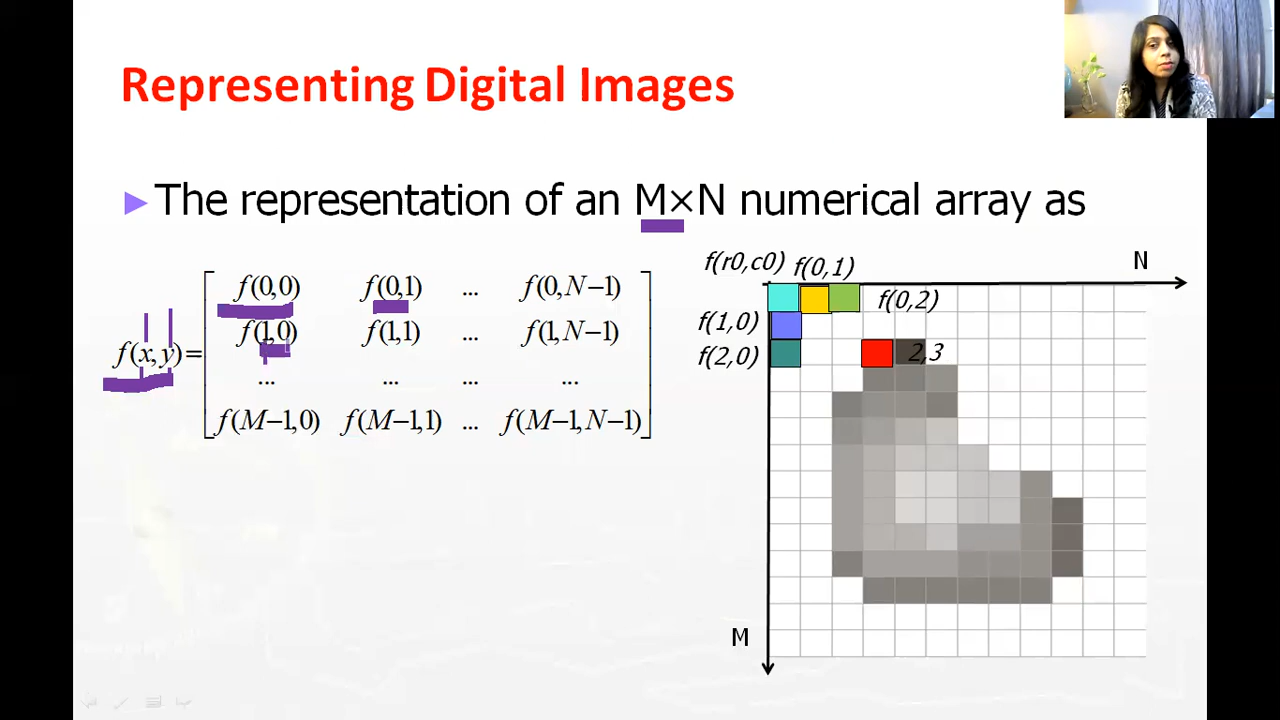 Representing Digital Images
►The representation of an M×N numerical array as
f(x,y)=
f(0,0) f(0,1) ... f(0,N−1)
f(1,0) f(1,1) ... f(1,N−1)
... ... ... ...
f(M−1,0) f(M−1,1) ... f(M−1,N−1)
f(r0,c0) f(0,1) N
f(0,2)
f(1,0)
f(2,0) 2,3
M